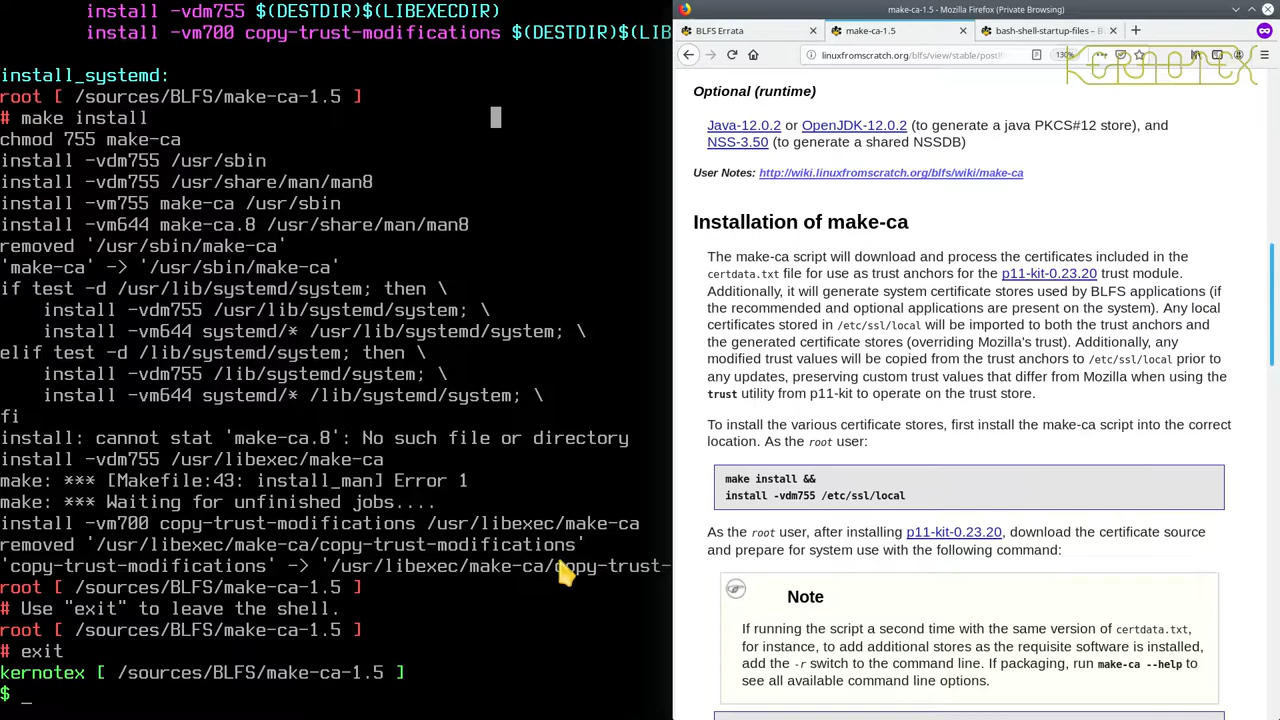 install -vdm755 $(DESTDIR)$(LIBEXECDIR)
install -vm700 copy-trust-modifications $(DESTDIR)$(LIB
install_systemd:
root [ /sources/BLFS/make-ca-1.5 ]
# make install
chmod 755 make-ca
install -vdm755 /usr/sbin
install -vdm755 /usr/share/man/man8
install -vm755 make-ca /usr/sbin
install -vm644 make-ca.8 /usr/share/man/man8
removed '/usr/sbin/make-ca'
'make-ca' -> '/usr/sbin/make-ca'
if test -d /usr/lib/systemd/system; then \
install -vdm755 /usr/lib/systemd/system; \
install -vm644 systemd/* /usr/lib/systemd/system; \
elif test -d /lib/systemd/system; then \
install -vdm755 /lib/systemd/system; \
install -vm644 systemd/* /lib/systemd/system; \
fi
install: cannot stat 'make-ca.8': No such file or directory
install -vdm755 /usr/libexec/make-ca
make: *** [Makefile:43: install_man] Error 1
make: *** Waiting for unfinished jobs....
install -vm700 copy-trust-modifications /usr/libexec/make-ca
removed '/usr/libexec/make-ca/copy-trust-modifications'
'copy-trust-modifications' -> '/usr/libexec/make-ca/copy-trust-
root [ /sources/BLFS/make-ca-1.5 ]
# Use "exit" to leave the shell.
root [ /sources/BLFS/make-ca-1.5 ]
# exit
kernotex [ /sources/BLFS/make-ca-1.5 ]
$ _
make-ca-1.5 - Mozilla Firefox (Private Browsing)
BLFS Errata
make-ca-1.5
bash-shell-startup-files – B
linuxfromscratch.org/blfs/view/stable/postl
130%
KERNOTEX
Optional (runtime)
Java-12.0.2 or OpenJDK-12.0.2 (to generate a java PKCS#12 store), and
NSS-3.50 (to generate a shared NSSDB)
User Notes: http://wiki.linuxfromscratch.org/blfs/wiki/make-ca
Installation of make-ca
The make-ca script will download and process the certificates included in the
certdata.txt file for use as trust anchors for the p11-kit-0.23.20 trust module.
Additionally, it will generate system certificate stores used by BLFS applications (if
the recommended and optional applications are present on the system). Any local
certificates stored in /etc/ssl/local will be imported to both the trust anchors and
the generated certificate stores (overriding Mozilla's trust). Additionally, any
modified trust values will be copied from the trust anchors to /etc/ssl/local prior to
any updates, preserving custom trust values that differ from Mozilla when using the
trust utility from p11-kit to operate on the trust store.
To install the various certificate stores, first install the make-ca script into the correct
location. As the root user:
make install &&
install -vdm755 /etc/ssl/local
As the root user, after installing p11-kit-0.23.20, download the certificate source
and prepare for system use with the following command:
Note
If running the script a second time with the same version of certdata.txt,
for instance, to add additional stores as the requisite software is installed,
add the -r switch to the command line. If packaging, run make-ca --help to
see all available command line options.